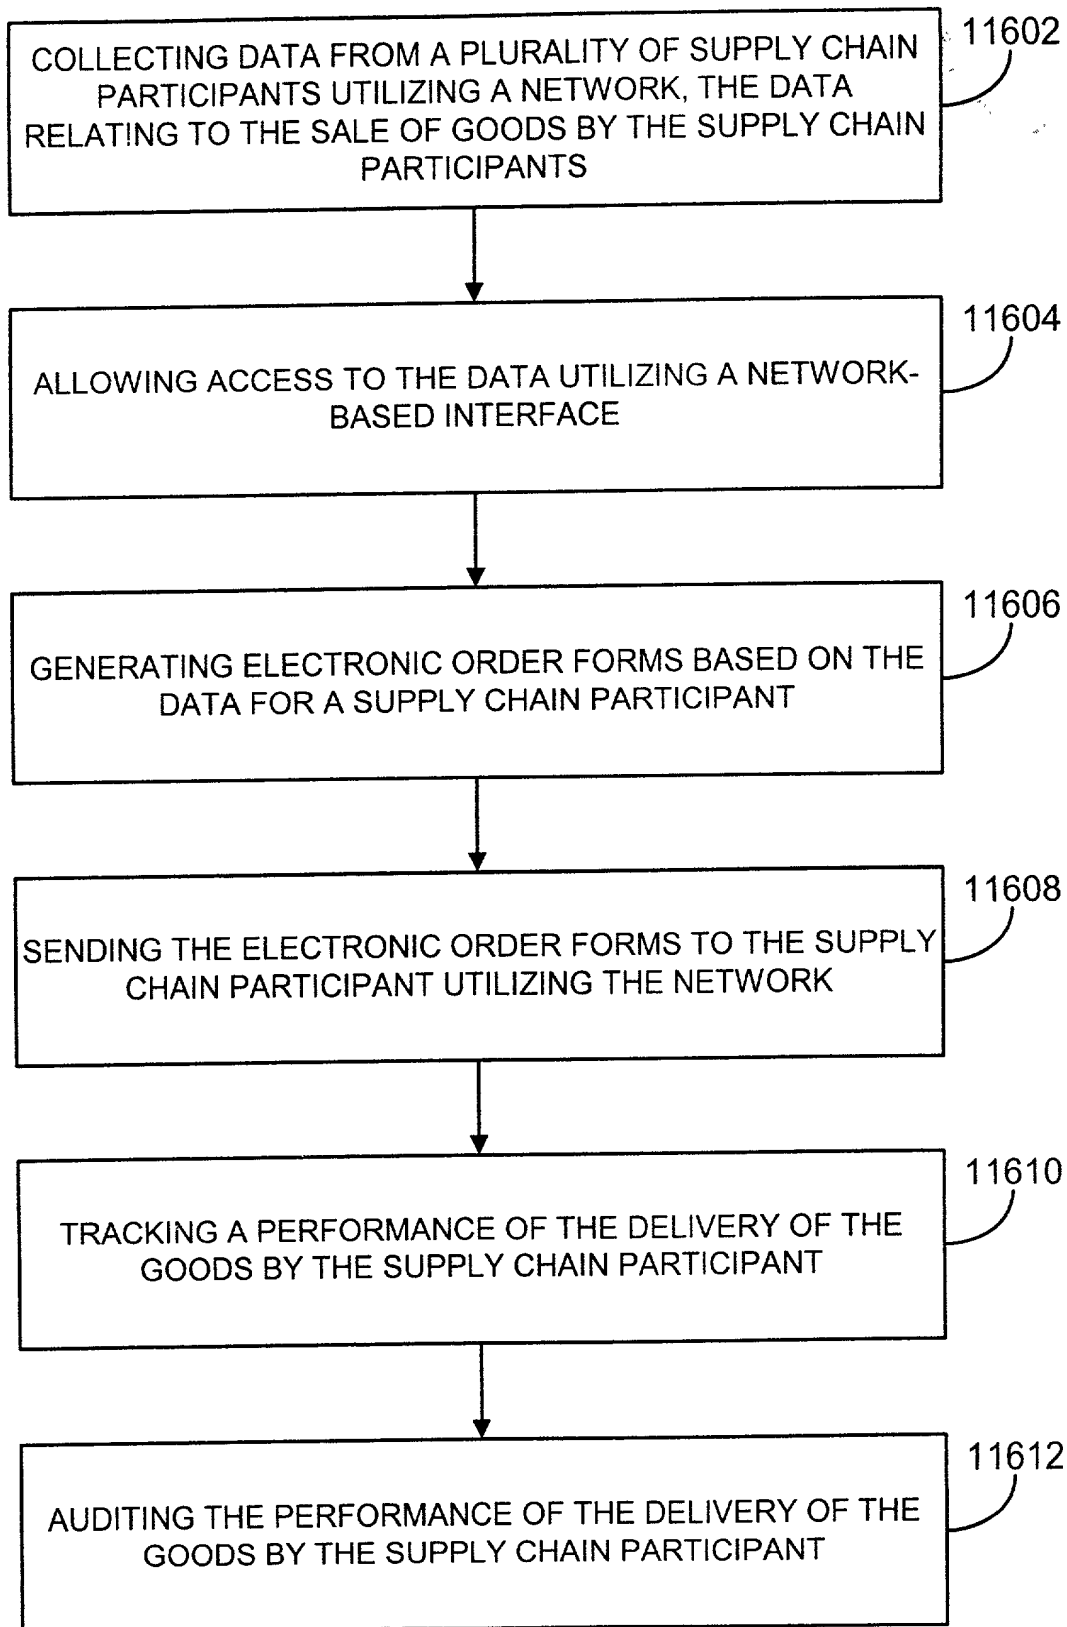 COLLECTING DATA FROM A PLURALITY OF SUPPLY CHAIN
PARTICIPANTS UTILIZING A NETWORK, THE DATA
RELATING TO THE SALE OF GOODS BY THE SUPPLY CHAIN
PARTICIPANTS
11602
ALLOWING ACCESS TO THE DATA UTILIZING A NETWORK-
BASED INTERFACE
11604
GENERATING ELECTRONIC ORDER FORMS BASED ON THE
DATA FOR A SUPPLY CHAIN PARTICIPANT
11606
SENDING THE ELECTRONIC ORDER FORMS TO THE SUPPLY
CHAIN PARTICIPANT UTILIZING THE NETWORK
11608
TRACKING A PERFORMANCE OF THE DELIVERY OF THE
GOODS BY THE SUPPLY CHAIN PARTICIPANT
11610
AUDITING THE PERFORMANCE OF THE DELIVERY OF THE
GOODS BY THE SUPPLY CHAIN PARTICIPANT
11612